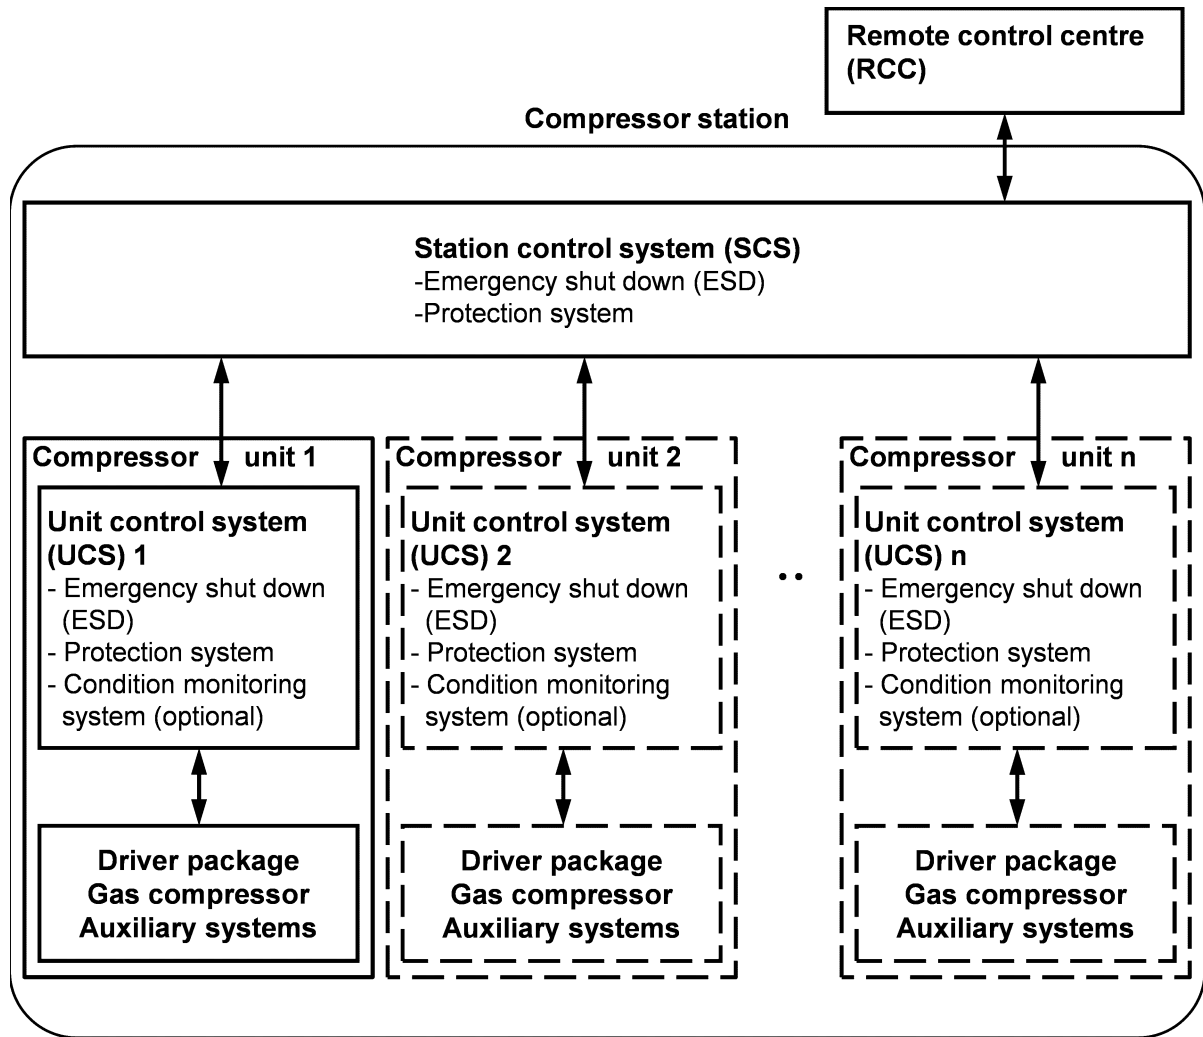 Remote control centre
(RCC)
Compressor station
Station control system (SCS)
-Emergency shut down (ESD)
-Protection system
Compressor unit 1
Unit control system
(UCS) 1
- Emergency shut down
(ESD)
- Protection system
- Condition monitoring
system (optional)
Driver package
Gas compressor
Auxiliary systems
Compressor unit 2
Unit control system
(UCS) 2
- Emergency shut down
(ESD)
- Protection system
- Condition monitoring
system (optional)
Driver package
Gas compressor
Auxiliary systems
..
Compressor unit n
Unit control system
(UCS) n
- Emergency shut down
(ESD)
- Protection system
- Condition monitoring
system (optional)
Driver package
Gas compressor
Auxiliary systems